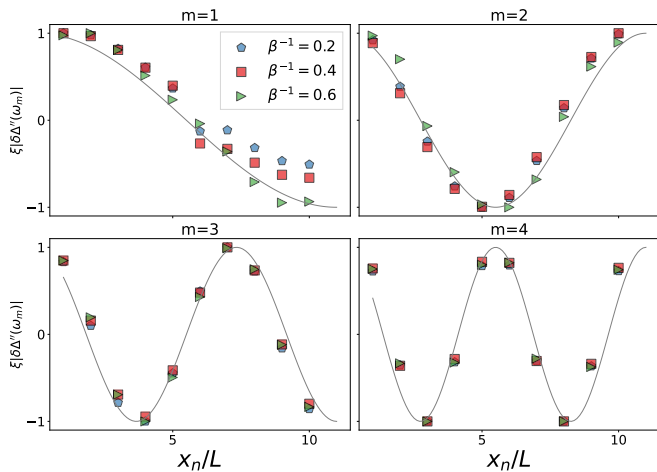 m=1
m=2
1
0
−1
ξ|δΔ″(ω_m)|
β⁻¹ = 0.2
β⁻¹ = 0.4
β⁻¹ = 0.6
m=3
m=4
1
0
−1
ξ|δΔ″(ω_m)|
5
10
5
10
x_n/L
x_n/L